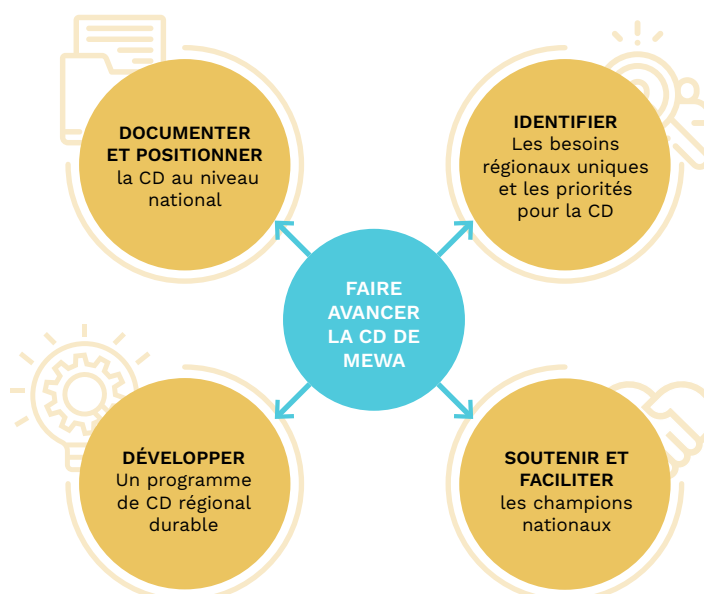 DOCUMENTER
ET POSITIONNER
la CD au niveau
national
IDENTIFIER
Les besoins
régionaux uniques
et les priorités
pour la CD
FAIRE
AVANCER
LA CD DE
MEWA
DÉVELOPPER
Un programme
de CD régional
durable
SOUTENIR ET
FACILITER
les champions
nationaux